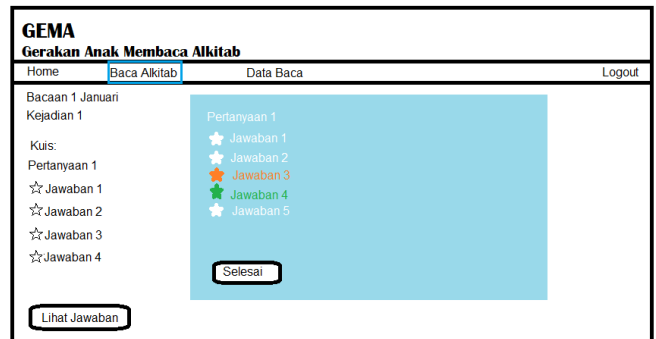 GEMA
Gerakan Anak Membaca Alkitab
Home Baca Alkitab Data Baca Logout
Bacaan 1 Januari
Kejadian 1
Kuis:
Pertanyaan 1
Jawaban 1
Jawaban 2
Jawaban 3
Jawaban 4
Lihat Jawaban
Pertanyaan 1
Jawaban 1
Jawaban 2
Jawaban 3
Jawaban 4
Jawaban 5
Selesai